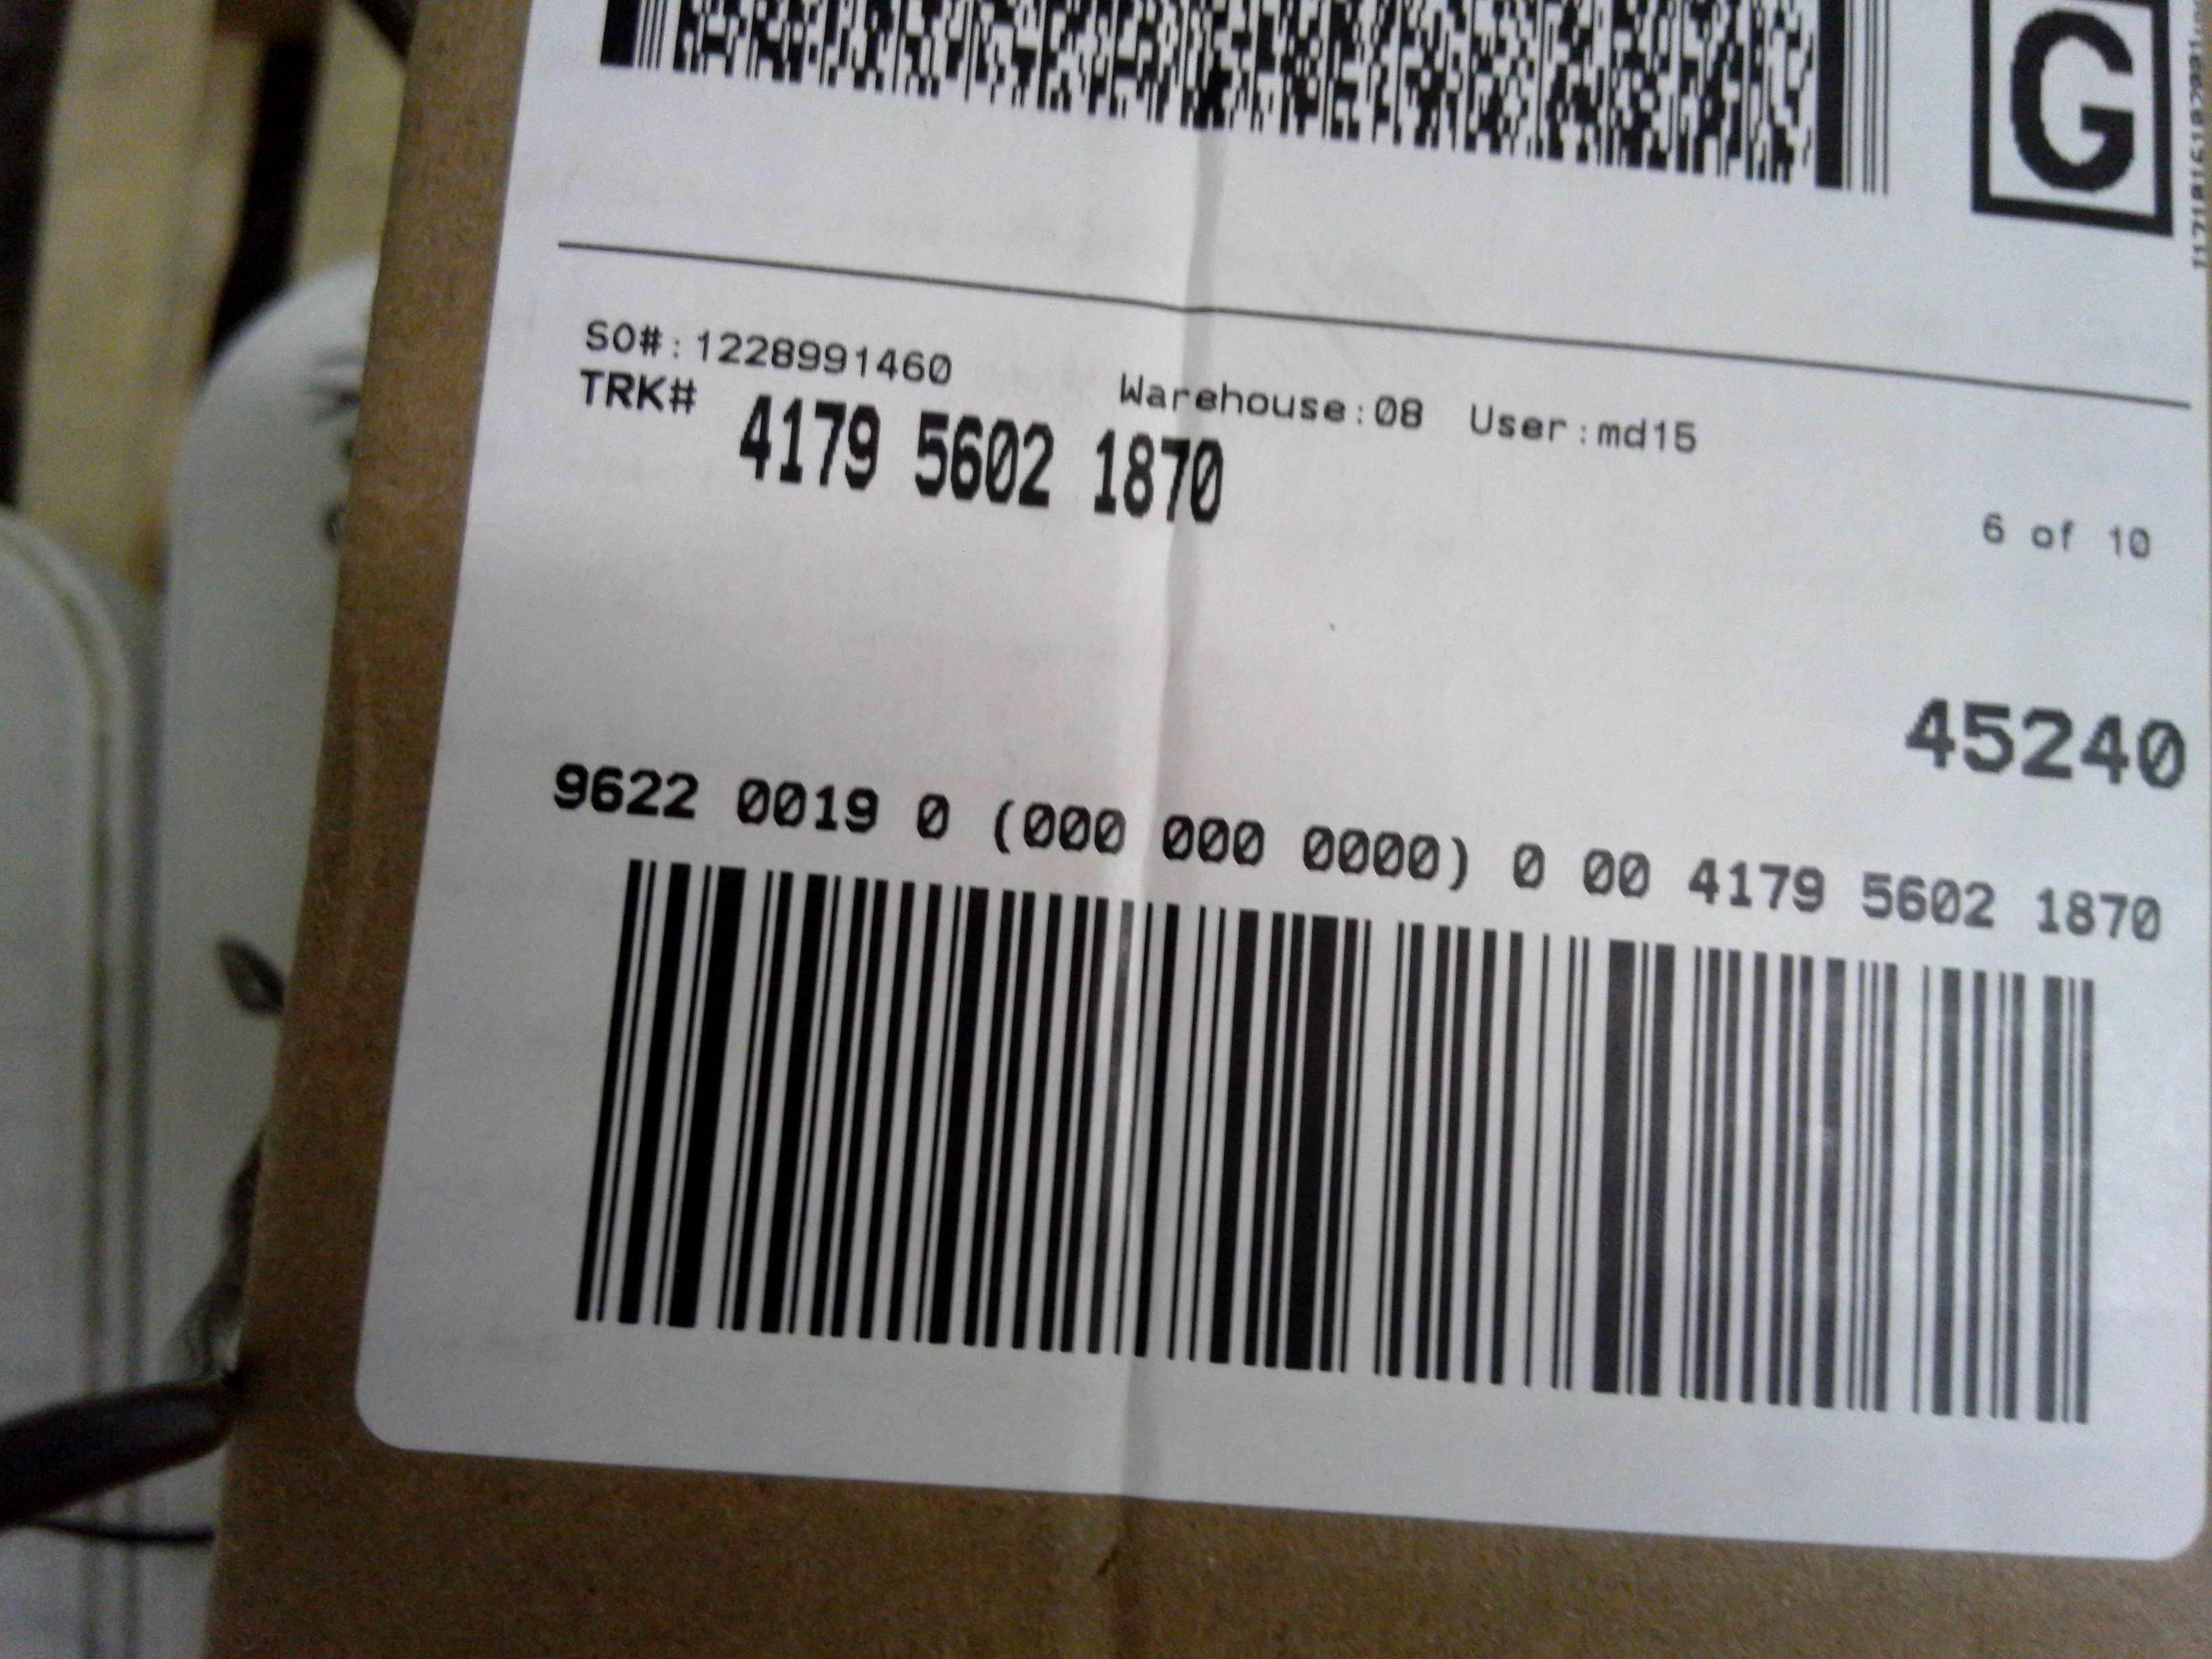 G
SO#:1228991460 Warehouse:08 User:md15
TRK# 4179 5602 1870
6 of 10
45240
9622 0019 0 (000 000 0000) 0 00 4179 5602 1870